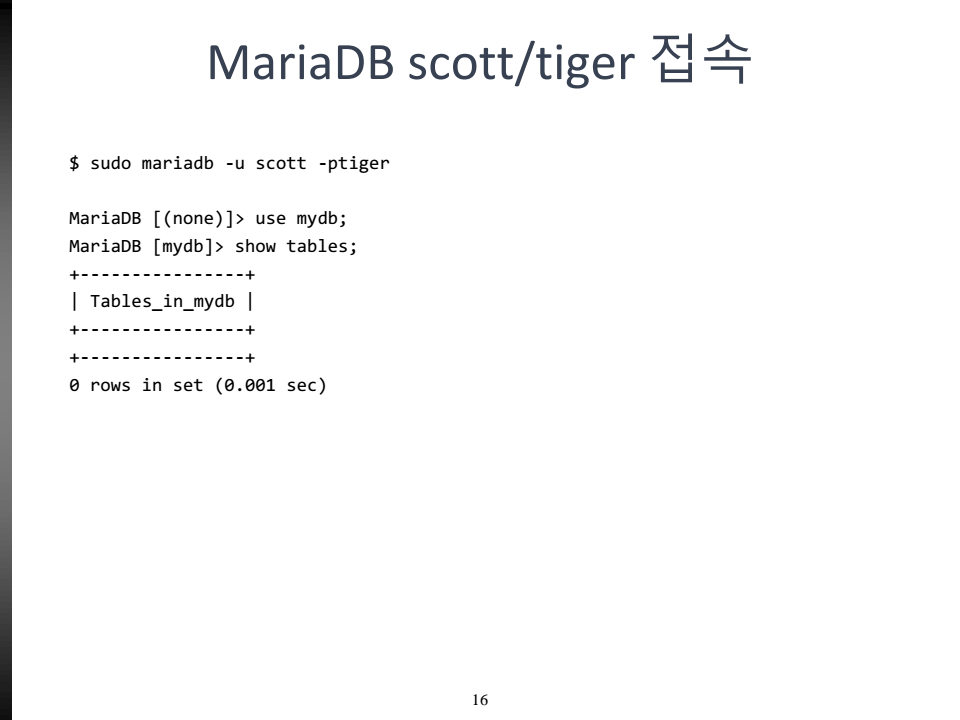 MariaDB scott/tiger 접속
$ sudo mariadb -u scott -ptiger
MariaDB [(none)]> use mydb;
MariaDB [mydb]> show tables;
+----------------+
| Tables_in_mydb |
+----------------+
+----------------+
0 rows in set (0.001 sec)
16